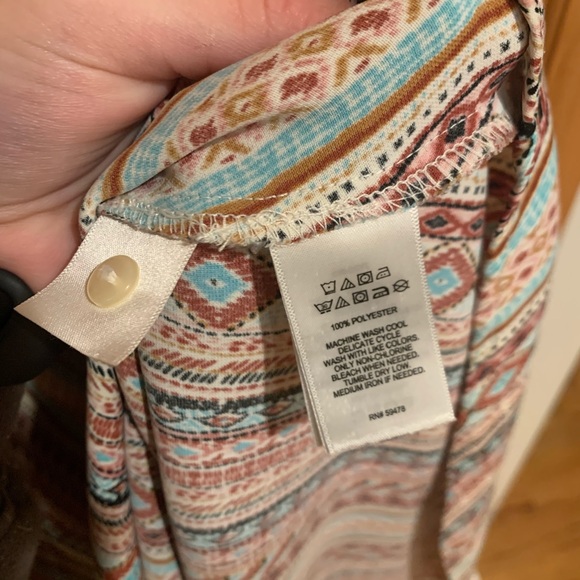 100% POLYESTER
MACHINE WASH COOL
DELICATE CYCLE
WASH WITH LIKE COLORS.
ONLY NON-CHLORINE
BLEACH WHEN NEEDED.
TUMBLE DRY LOW.
MEDIUM IRON IF NEEDED.
RN# 59478